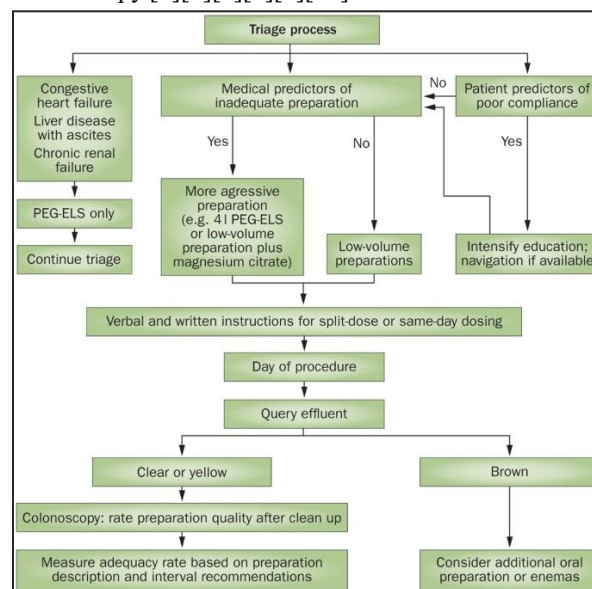 Triage process
Congestive
heart failure
Liver disease
with ascites
Chronic renal
failure
Medical predictors of
inadequate preparation
No
Patient predictors of
poor compliance
Yes
No
Yes
PEG-ELS only
More agressive
preparation
(e.g. 4l PEG-ELS
or low-volume
preparation plus
magnesium citrate)
Low-volume
preparations
Intensify education;
navigation if available
Continue triage
Verbal and written instructions for split-dose or same-day dosing
Day of procedure
Query effluent
Clear or yellow
Brown
Colonoscopy: rate preparation quality after clean up
Measure adequacy rate based on preparation
description and interval recommendations
Consider additional oral
preparation or enemas